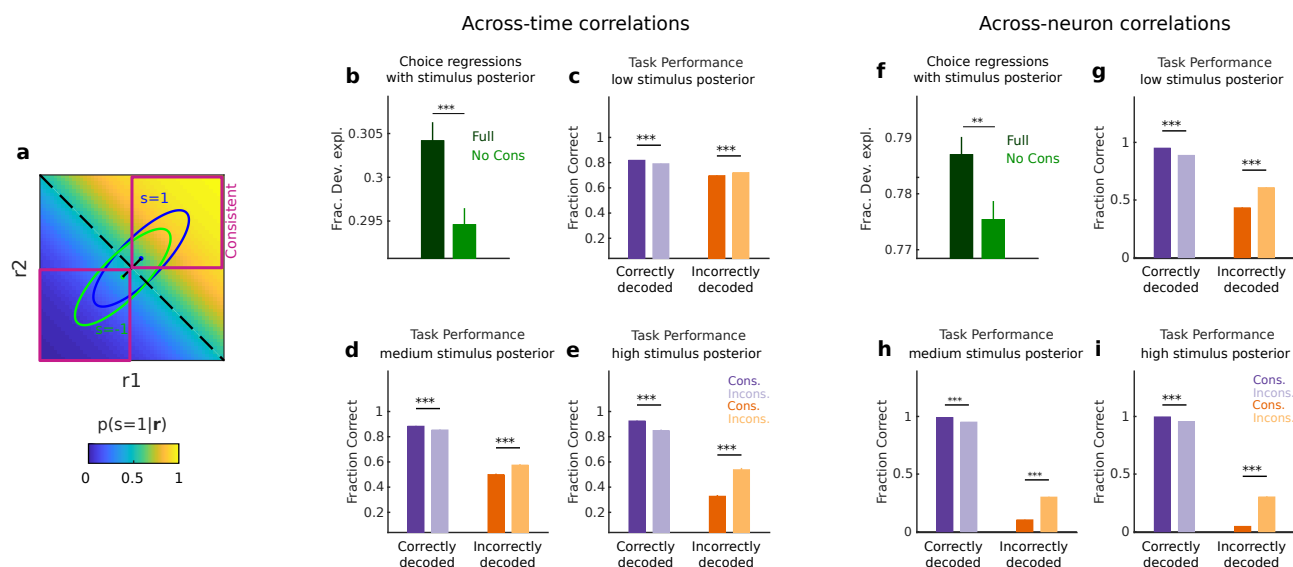 Across-time correlations
Across-neuron correlations
a
r2
s=1
s=-1
Consistent
r1
p(s=1|r)
0
1
b
Choice regressions
with stimulus posterior
Frac. Dev. expl.
0.305
0.3
0.295
***
Full
No Cons
c
Task Performance
low stimulus posterior
Fraction Correct
1
0.8
0.6
0.4
0.2
***
***
Correctly
decoded
Incorrectly
decoded
d
Task Performance
medium stimulus posterior
Fraction Correct
1
0.8
0.6
0.4
0.2
***
***
Correctly
decoded
Incorrectly
decoded
e
Task Performance
high stimulus posterior
Fraction Correct
1
0.8
0.6
0.4
0.2
***
***
Cons.
Incons.
Cons.
Incons.
Correctly
decoded
Incorrectly
decoded
f
Choice regressions
with stimulus posterior
Frac. Dev. expl.
0.79
0.78
0.77
**
Full
No Cons
g
Task Performance
low stimulus posterior
Fraction Correct
1
0.5
0
***
***
Correctly
decoded
Incorrectly
decoded
h
Task Performance
medium stimulus posterior
Fraction Correct
1
0.5
0
***
***
Correctly
decoded
Incorrectly
decoded
i
Task Performance
high stimulus posterior
Fraction Correct
1
0.5
0
***
***
Cons.
Incons.
Cons.
Incons.
Correctly
decoded
Incorrectly
decoded